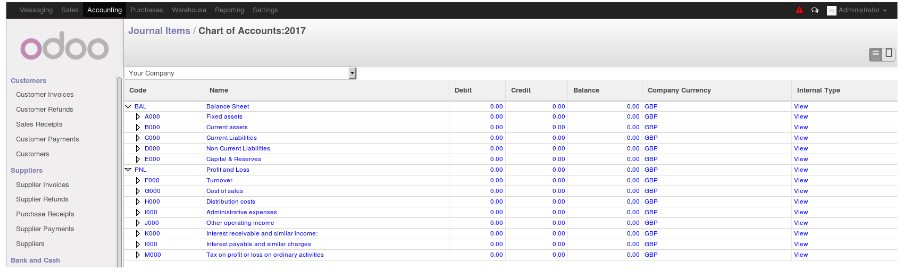 Messaging Sales Accounting Purchases Warehouse Reporting Settings Administrator
odoo
Journal Items / Chart of Accounts:2017
Your Company
Customers
Customer Invoices
Customer Refunds
Sales Receipts
Customer Payments
Customers
Suppliers
Supplier Invoices
Supplier Refunds
Purchase Receipts
Supplier Payments
Suppliers
Bank and Cash
Code Name Debit Credit Balance Company Currency Internal Type
BAL Balance Sheet 0.00 0.00 0.00 GBP View
A000 Fixed assets 0.00 0.00 0.00 GBP View
B000 Current assets 0.00 0.00 0.00 GBP View
C000 Current Liabilities 0.00 0.00 0.00 GBP View
D000 Non Current Liabilities 0.00 0.00 0.00 GBP View
E000 Capital & Reserves 0.00 0.00 0.00 GBP View
PNL Profit and Loss 0.00 0.00 0.00 GBP View
F000 Turnover 0.00 0.00 0.00 GBP View
G000 Cost of sales 0.00 0.00 0.00 GBP View
H000 Distribution costs 0.00 0.00 0.00 GBP View
I000 Administrative expenses 0.00 0.00 0.00 GBP View
J000 Other operating income 0.00 0.00 0.00 GBP View
K000 Interest receivable and similar income: 0.00 0.00 0.00 GBP View
l000 Interest payable and similar charges 0.00 0.00 0.00 GBP View
M000 Tax on profit or loss on ordinary activities 0.00 0.00 0.00 GBP View